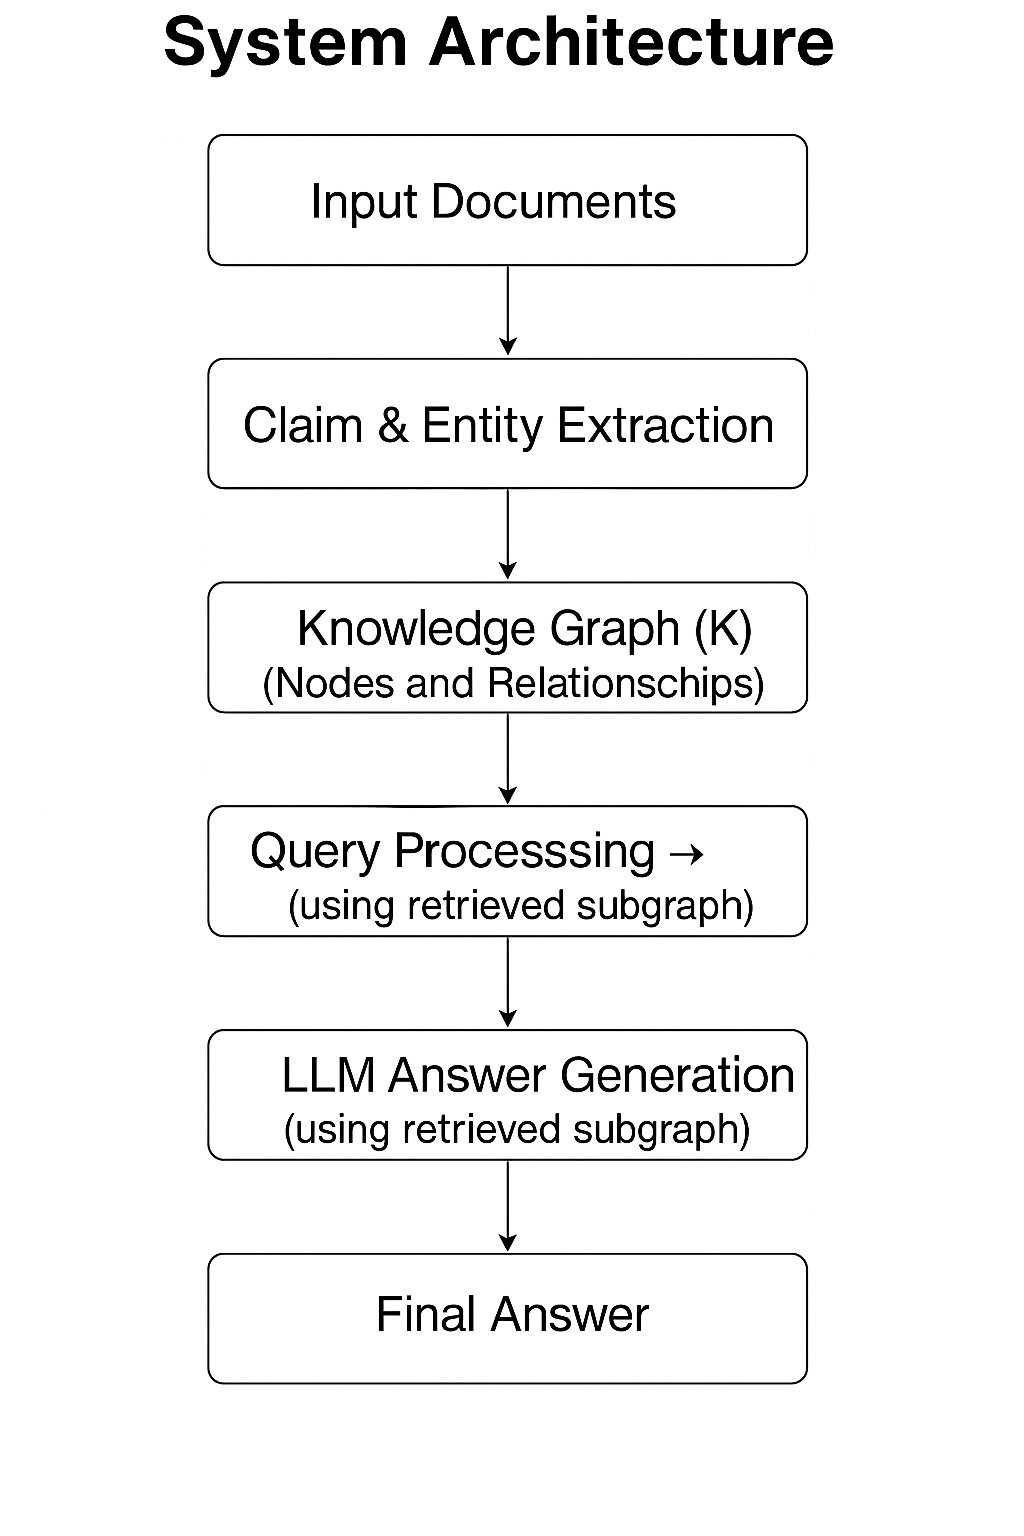 System Architecture
Input Documents
Claim & Entity Extraction
Knowledge Graph (K)
(Nodes and Relationschips)
Query Processsing →
(using retrieved subgraph)
LLM Answer Generation
(using retrieved subgraph)
Final Answer